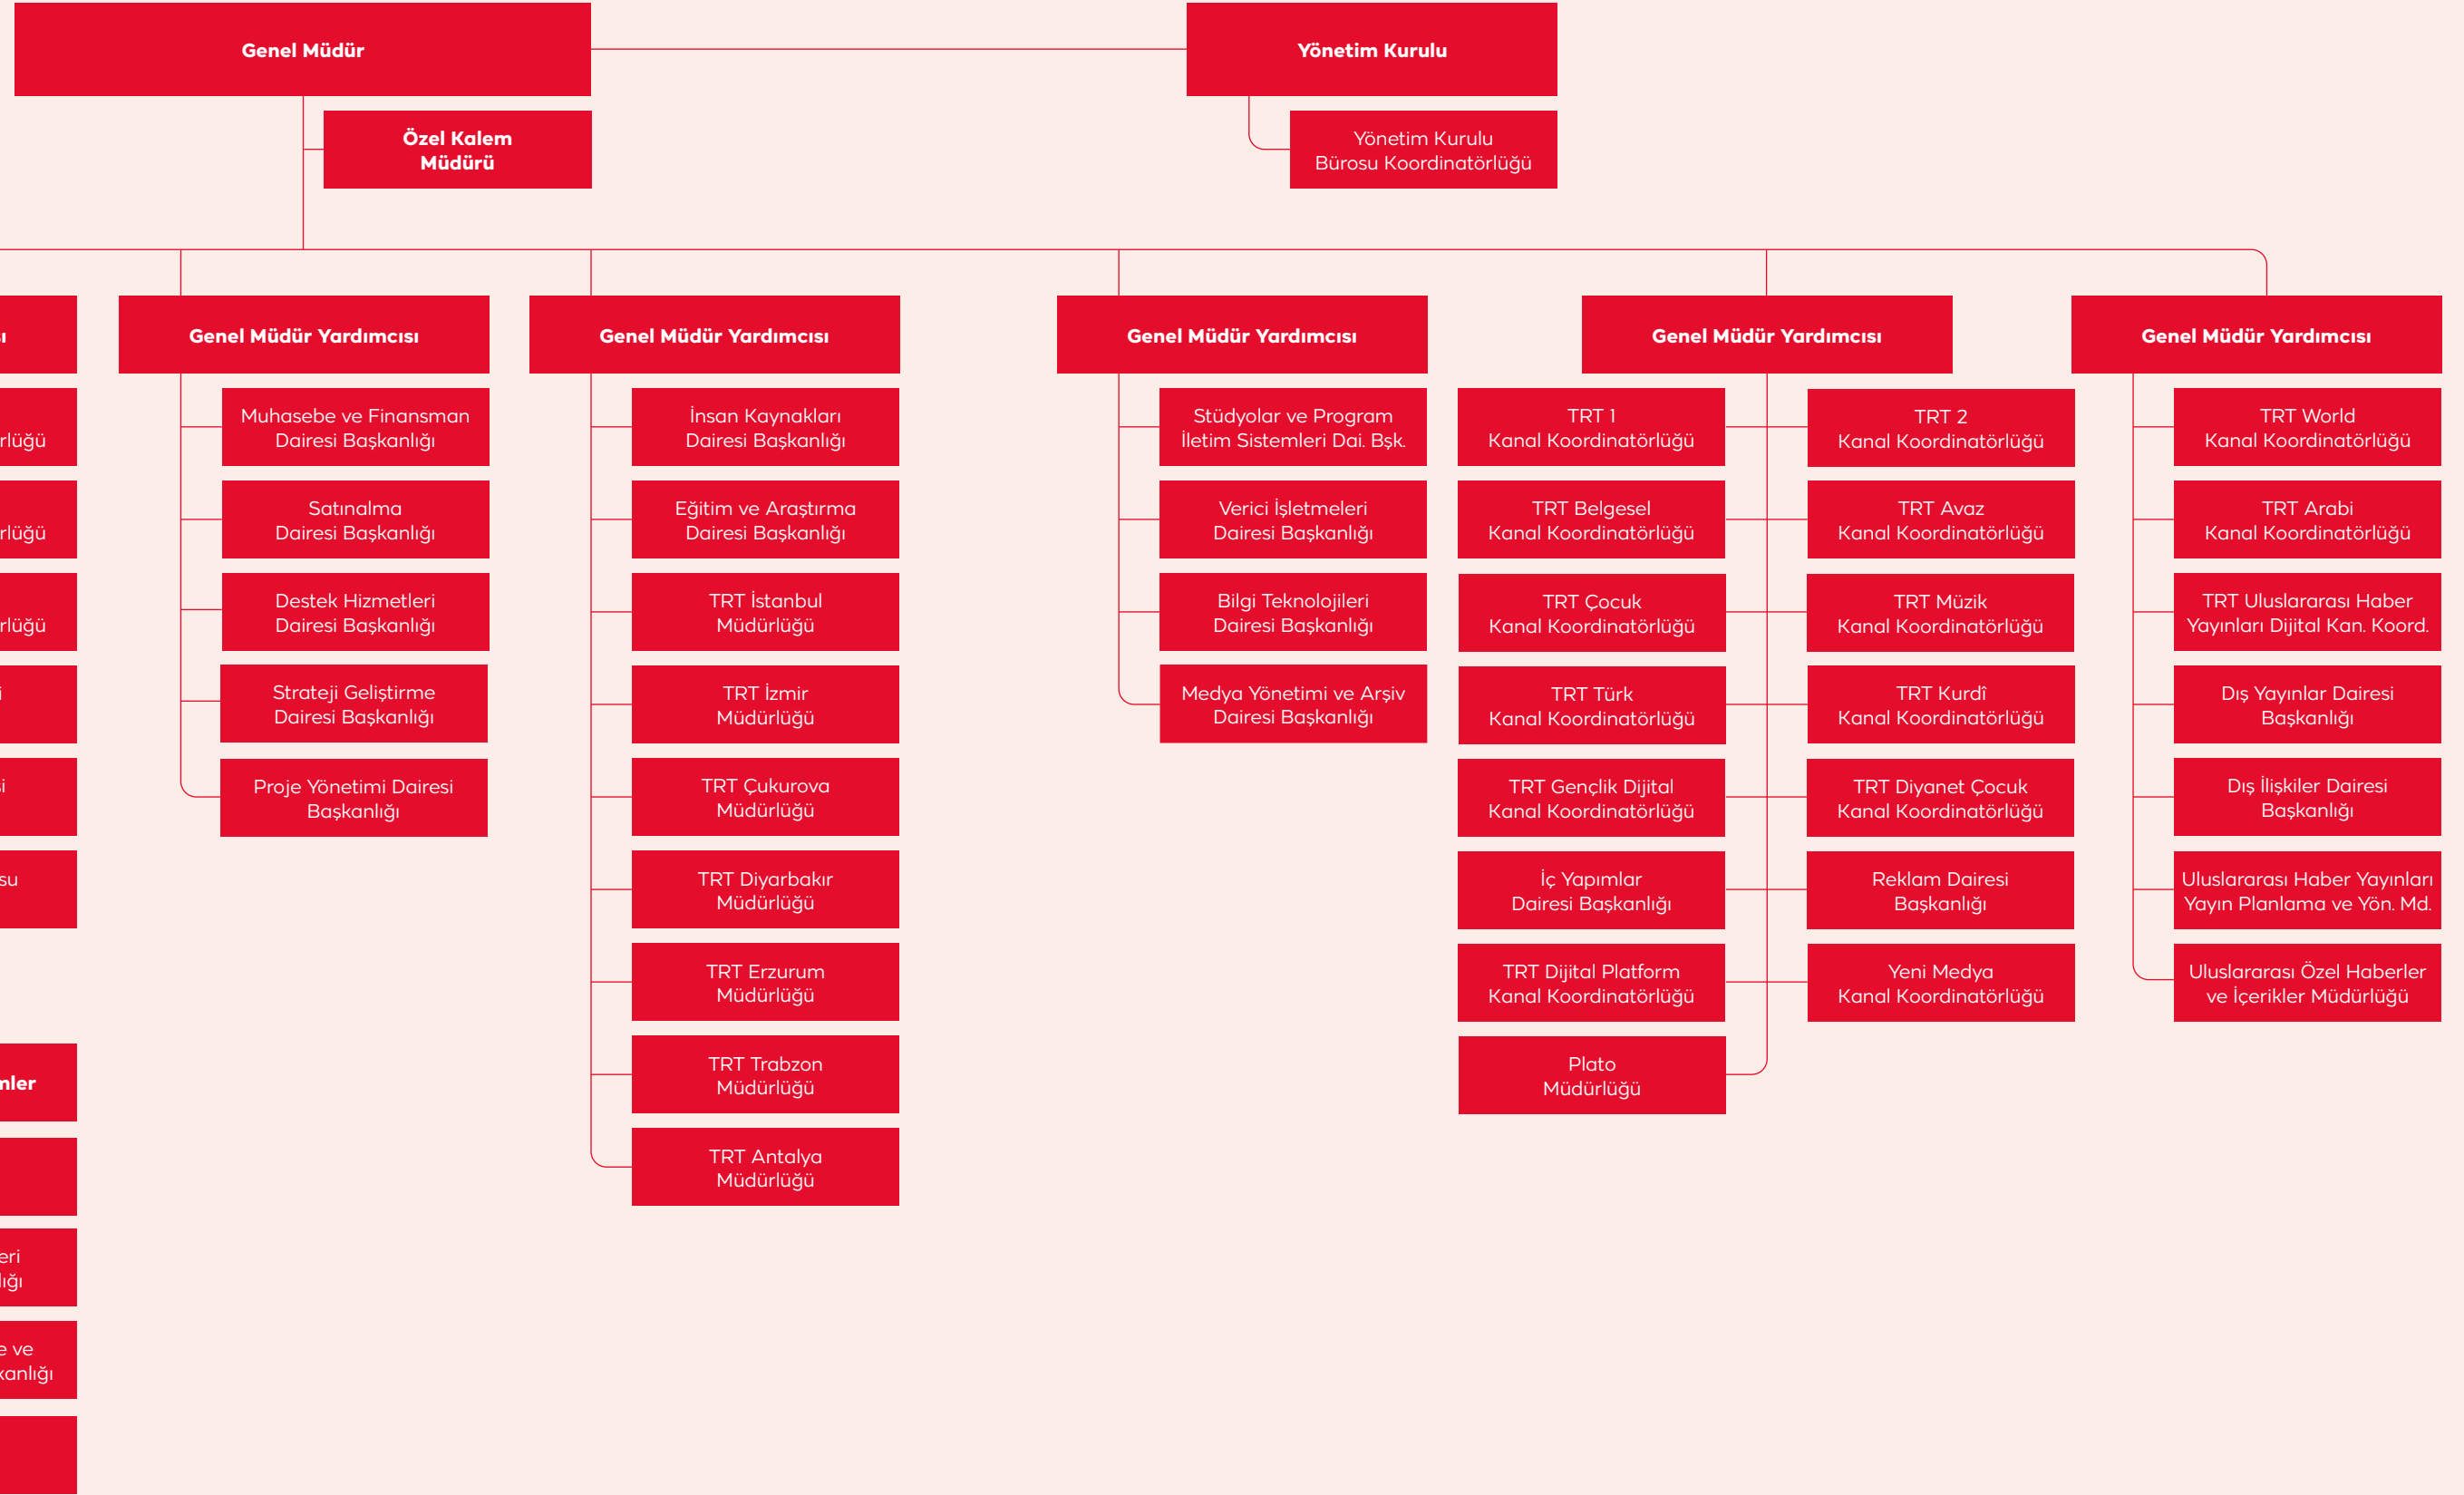 Genel Müdür
Yönetim Kurulu
Özel Kalem
Müdürü
Yönetim Kurulu
Bürosu Koordinatörlüğü
Genel Müdür Yardımcısı
Muhasebe ve Finansman
Dairesi Başkanlığı
Satınalma
Dairesi Başkanlığı
Destek Hizmetleri
Dairesi Başkanlığı
Strateji Geliştirme
Dairesi Başkanlığı
Proje Yönetimi Dairesi
Başkanlığı
Genel Müdür Yardımcısı
İnsan Kaynakları
Dairesi Başkanlığı
Eğitim ve Araştırma
Dairesi Başkanlığı
TRT İstanbul
Müdürlüğü
TRT İzmir
Müdürlüğü
TRT Çukurova
Müdürlüğü
TRT Diyarbakır
Müdürlüğü
TRT Erzurum
Müdürlüğü
TRT Trabzon
Müdürlüğü
TRT Antalya
Müdürlüğü
Genel Müdür Yardımcısı
Stüdyolar ve Program
İletim Sistemleri Dai. Bşk.
Verici İşletmeleri
Dairesi Başkanlığı
Bilgi Teknolojileri
Dairesi Başkanlığı
Medya Yönetimi ve Arşiv
Dairesi Başkanlığı
Genel Müdür Yardımcısı
TRT 1
Kanal Koordinatörlüğü
TRT 2
Kanal Koordinatörlüğü
TRT Belgesel
Kanal Koordinatörlüğü
TRT Avaz
Kanal Koordinatörlüğü
TRT Çocuk
Kanal Koordinatörlüğü
TRT Müzik
Kanal Koordinatörlüğü
TRT Türk
Kanal Koordinatörlüğü
TRT Kurdî
Kanal Koordinatörlüğü
TRT Gençlik Dijital
Kanal Koordinatörlüğü
TRT Diyanet Çocuk
Kanal Koordinatörlüğü
İç Yapımlar
Dairesi Başkanlığı
Reklam Dairesi
Başkanlığı
TRT Dijital Platform
Kanal Koordinatörlüğü
Yeni Medya
Kanal Koordinatörlüğü
Plato
Müdürlüğü
Genel Müdür Yardımcısı
TRT World
Kanal Koordinatörlüğü
TRT Arabi
Kanal Koordinatörlüğü
TRT Uluslararası Haber
Yayınları Dijital Kan. Koord.
Dış Yayınlar Dairesi
Başkanlığı
Dış İlişkiler Dairesi
Başkanlığı
Uluslararası Haber Yayınları
Yayın Planlama ve Yön. Md.
Uluslararası Özel Haberler
ve İçerikler Müdürlüğü
ve